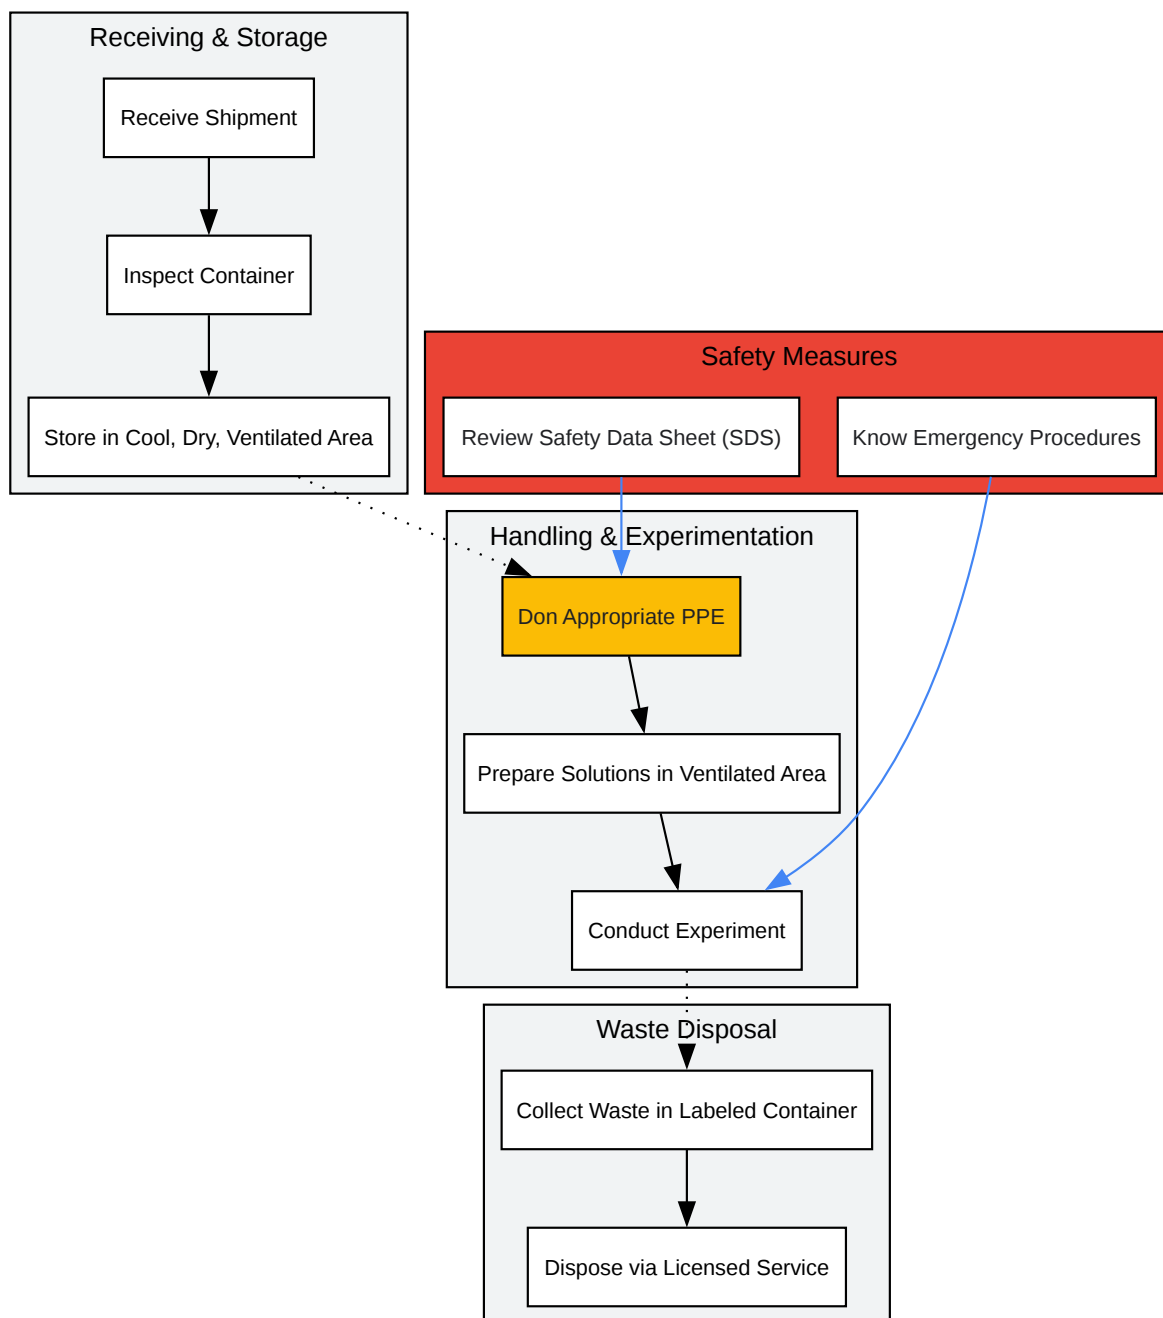 Receiving & Storage
Receive Shipment
Inspect Container
Store in Cool, Dry, Ventilated Area
Safety Measures
Review Safety Data Sheet (SDS)
Know Emergency Procedures
Handling & Experimentation
Don Appropriate PPE
Prepare Solutions in Ventilated Area
Conduct Experiment
Waste Disposal
Collect Waste in Labeled Container
Dispose via Licensed Service